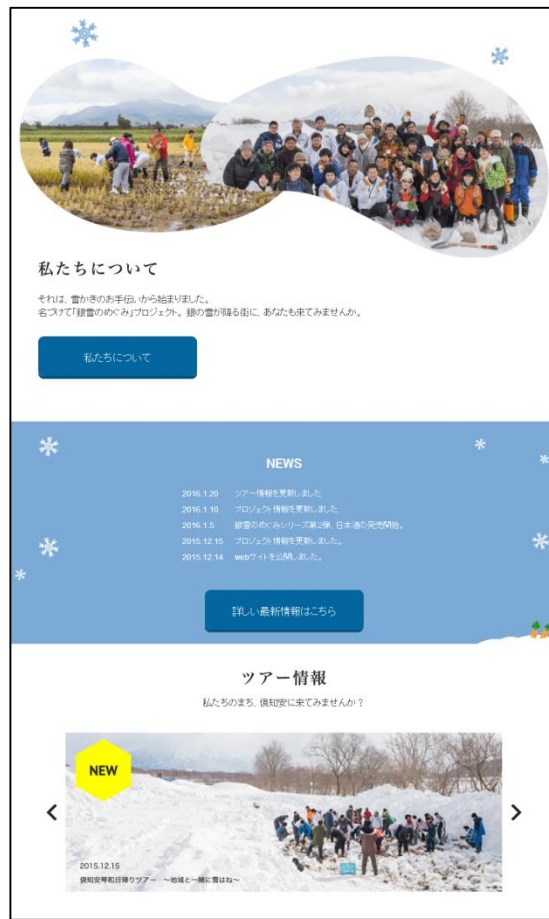 私たちについて
それは、雪かきのお手伝いから始まりました。
名づけて「銀雪のめぐみ」プロジェクト。銀の雪が降る街に、あなたも来てみませんか。
私たちについて
NEWS
2016.1.20 ツアー情報を更新しました
2016.1.10 プロジェクト情報を更新しました
2016.1.5 銀雪のめぐみシリーズ第2弾、日本酒の発売開始。
2015.12.15 プロジェクト情報を更新しました。
2015.12.14 webサイトを公開しました。
詳しい最新情報はこちら
ツアー情報
私たちのまち、倶知安に来てみませんか？
NEW
2015.12.15
倶知安琴和日帰りツアー ～地域と一緒に雪はね～